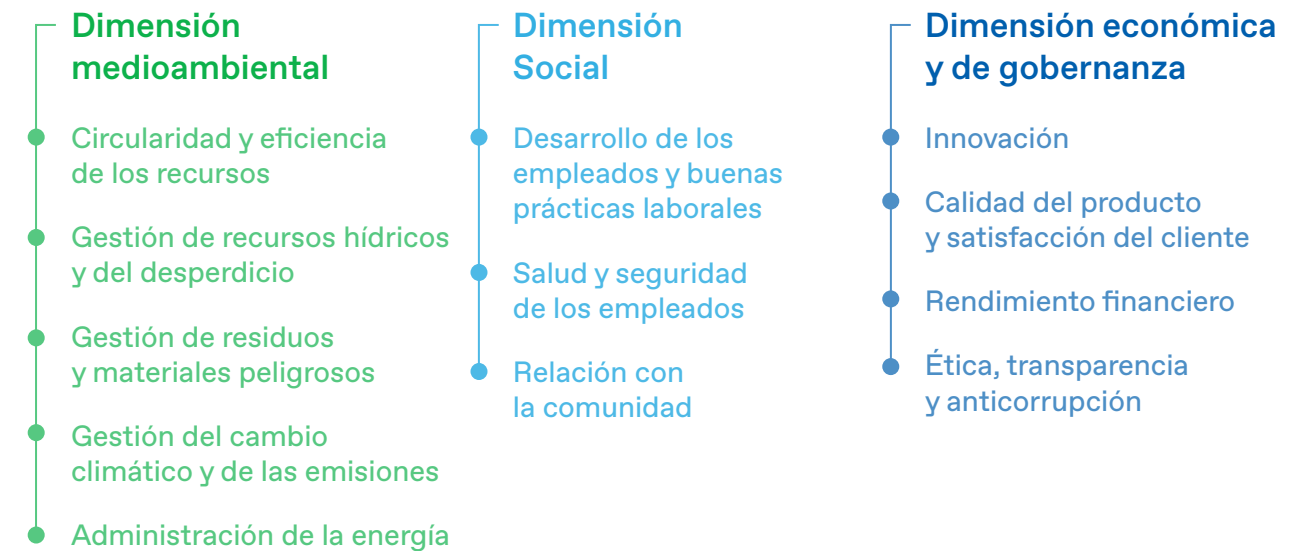 Dimensión
medioambiental
Circularidad y eficiencia
de los recursos
Gestión de recursos hídricos
y del desperdicio
Gestión de residuos
y materiales peligrosos
Gestión del cambio
climático y de las emisiones
Administración de la energía
Dimensión
Social
Desarrollo de los
empleados y buenas
prácticas laborales
Salud y seguridad
de los empleados
Relación con
la comunidad
Dimensión económica
y de gobernanza
Innovación
Calidad del producto
y satisfacción del cliente
Rendimiento financiero
Ética, transparencia
y anticorrupción